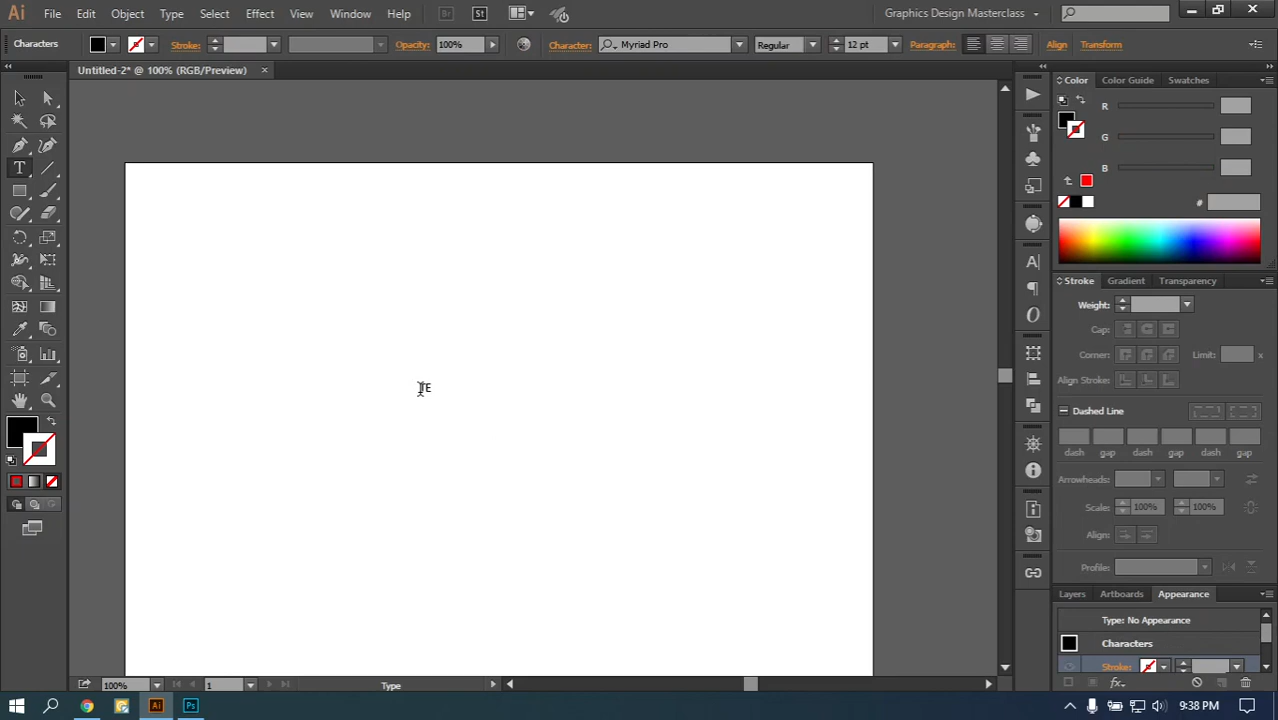 Ai File Edit Object Type Select Effect View Window Help Br St Graphics Design Masterclass
Characters Stroke: Opacity: 100% Character: Myriad Pro Regular 12 pt Paragraph: Align Transform
Untitled-2* @ 100% (RGB/Preview)
Color Color Guide Swatches
R
G
B
#
Stroke Gradient Transparency
Weight:
Cap:
Corner: Limit: x
Align Stroke:
Dashed Line
dash gap dash gap dash gap
Arrowheads:
Scale: 100% 100%
Align:
Profile:
Layers Artboards Appearance
Type: No Appearance
Characters
Stroke:
fx
100% 1 Type
Ps 9:38 PM